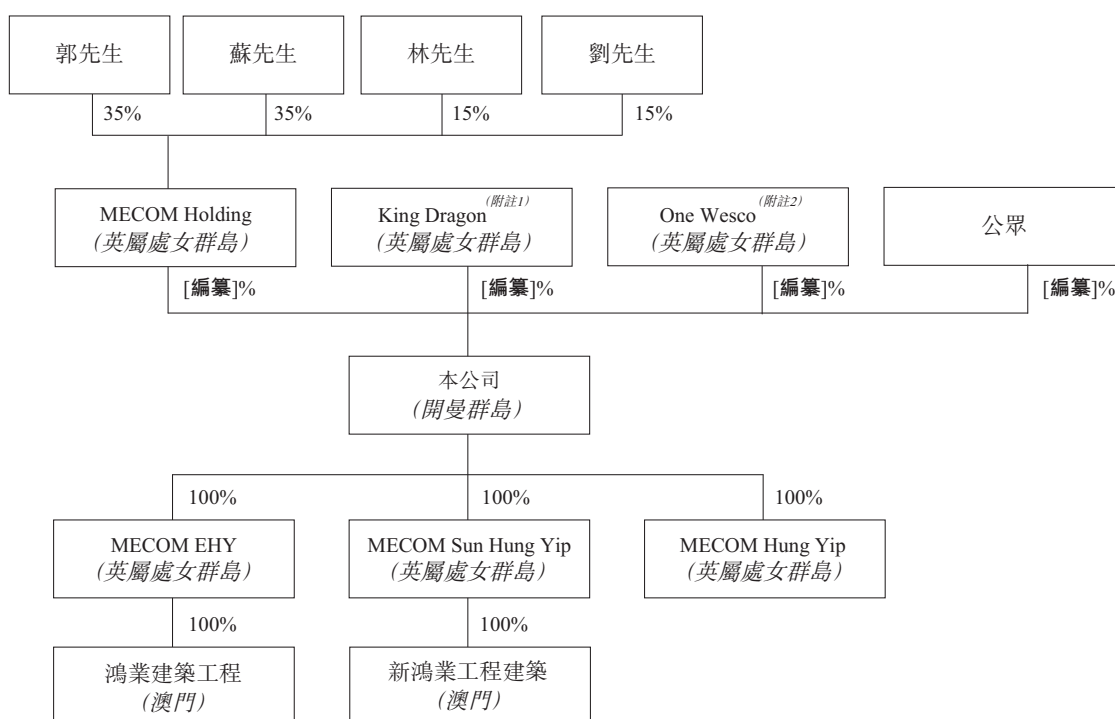 郭先生
蘇先生
林先生
劉先生
35%
35%
15%
15%
MECOM Holding
(英屬處女群島)
King Dragon(附註1)
(英屬處女群島)
One Wesco(附註2)
(英屬處女群島)
公眾
[編纂]%
[編纂]%
[編纂]%
[編纂]%
本公司
(開曼群島)
100%
100%
100%
MECOM EHY
(英屬處女群島)
MECOM Sun Hung Yip
(英屬處女群島)
MECOM Hung Yip
(英屬處女群島)
100%
100%
鴻業建築工程
(澳門)
新鴻業工程建築
(澳門)